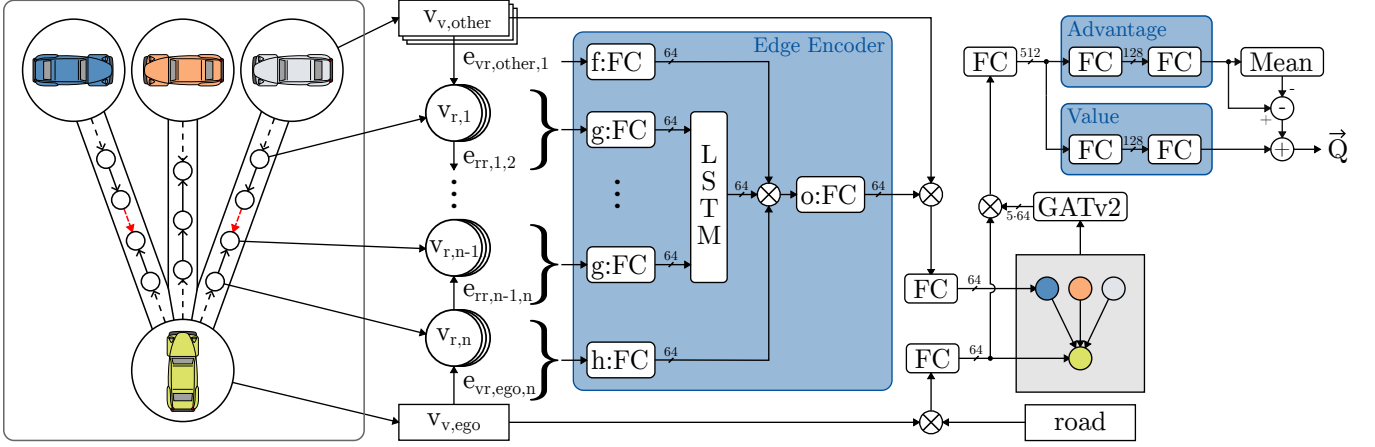 v_v,other
e_vr,other,1
v_r,1
e_rr,1,2
v_r,n-1
e_rr,n-1,n
v_r,n
e_vr,ego,n
v_v,ego
Edge Encoder
f:FC
64
g:FC
64
g:FC
64
h:FC
64
LSTM
64
o:FC
64
FC
64
FC
64
road
GATv2
5·64
FC
512
Advantage
FC
128
FC
Mean
-
-
+
Value
FC
128
FC
+
Q⃗